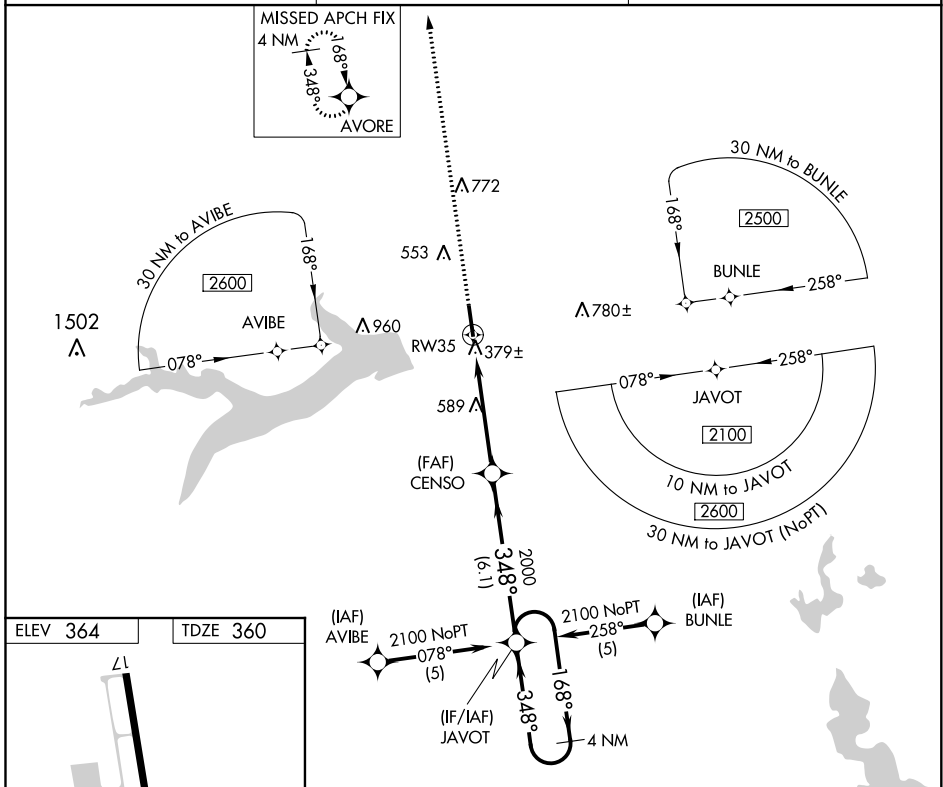 MISSED APCH FIX
4 NM
168°
348°
AVORE
772
30 NM to BUNLE
168°
2500
BUNLE
258°
30 NM to AVIBE
168°
2600
AVIBE
078°
553
1502
960
780±
RW35
379±
078°
258°
JAVOT
2100
10 NM to JAVOT
2600
30 NM to JAVOT (NoPT)
589
(FAF)
CENSO
2000
348°
(6.1)
(IAF)
AVIBE
2100 NoPT
078°
(5)
2100 NoPT
258°
(5)
(IAF)
BUNLE
(IF/IAF)
JAVOT
348°
168°
4 NM
ELEV 364
TDZE 360
17